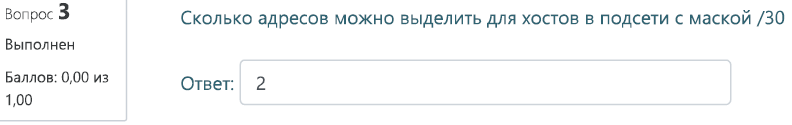 Вопрос 3
Выполнен
Баллов: 0,00 из
1,00
Сколько адресов можно выделить для хостов в подсети с маской /30
Ответ: 2